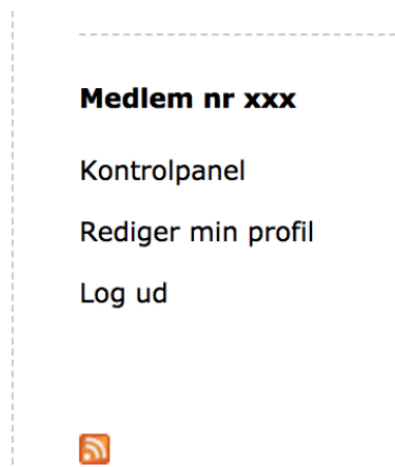 Medlem nr xxx
Kontrolpanel
Rediger min profil
Log ud